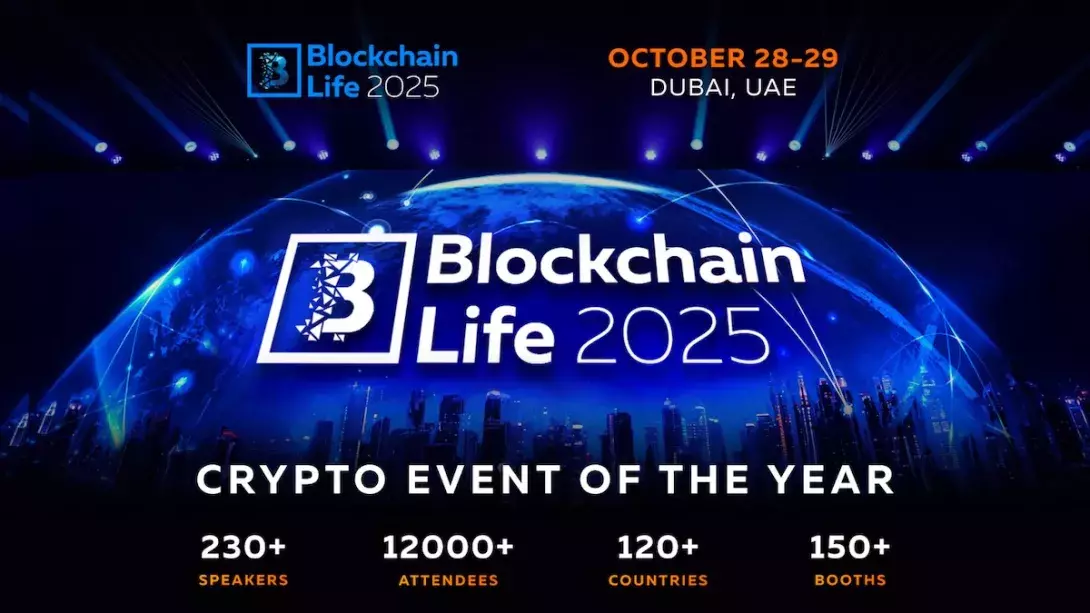 Blockchain
Life 2025
OCTOBER 28-29
DUBAI, UAE
Blockchain
Life 2025
CRYPTO EVENT OF THE YEAR
230+
SPEAKERS
12000+
ATTENDEES
120+
COUNTRIES
150+
BOOTHS